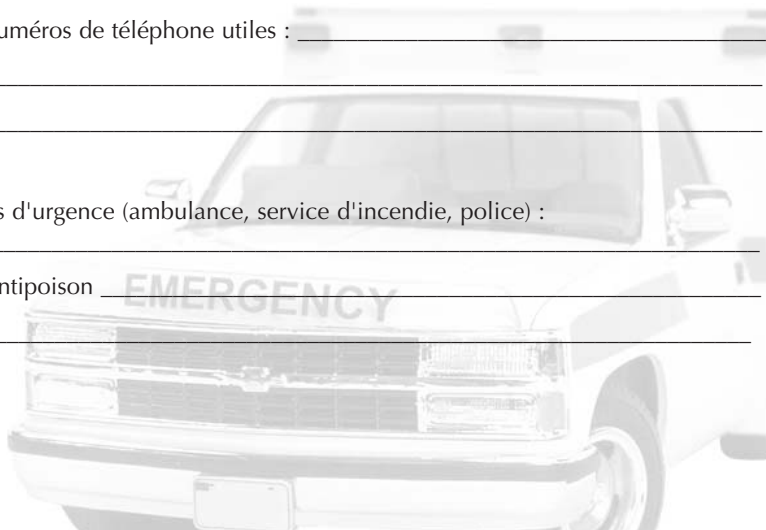 uméros de téléphone utiles :
s d'urgence (ambulance, service d'incendie, police) :
ntipoison
EMERGENCY